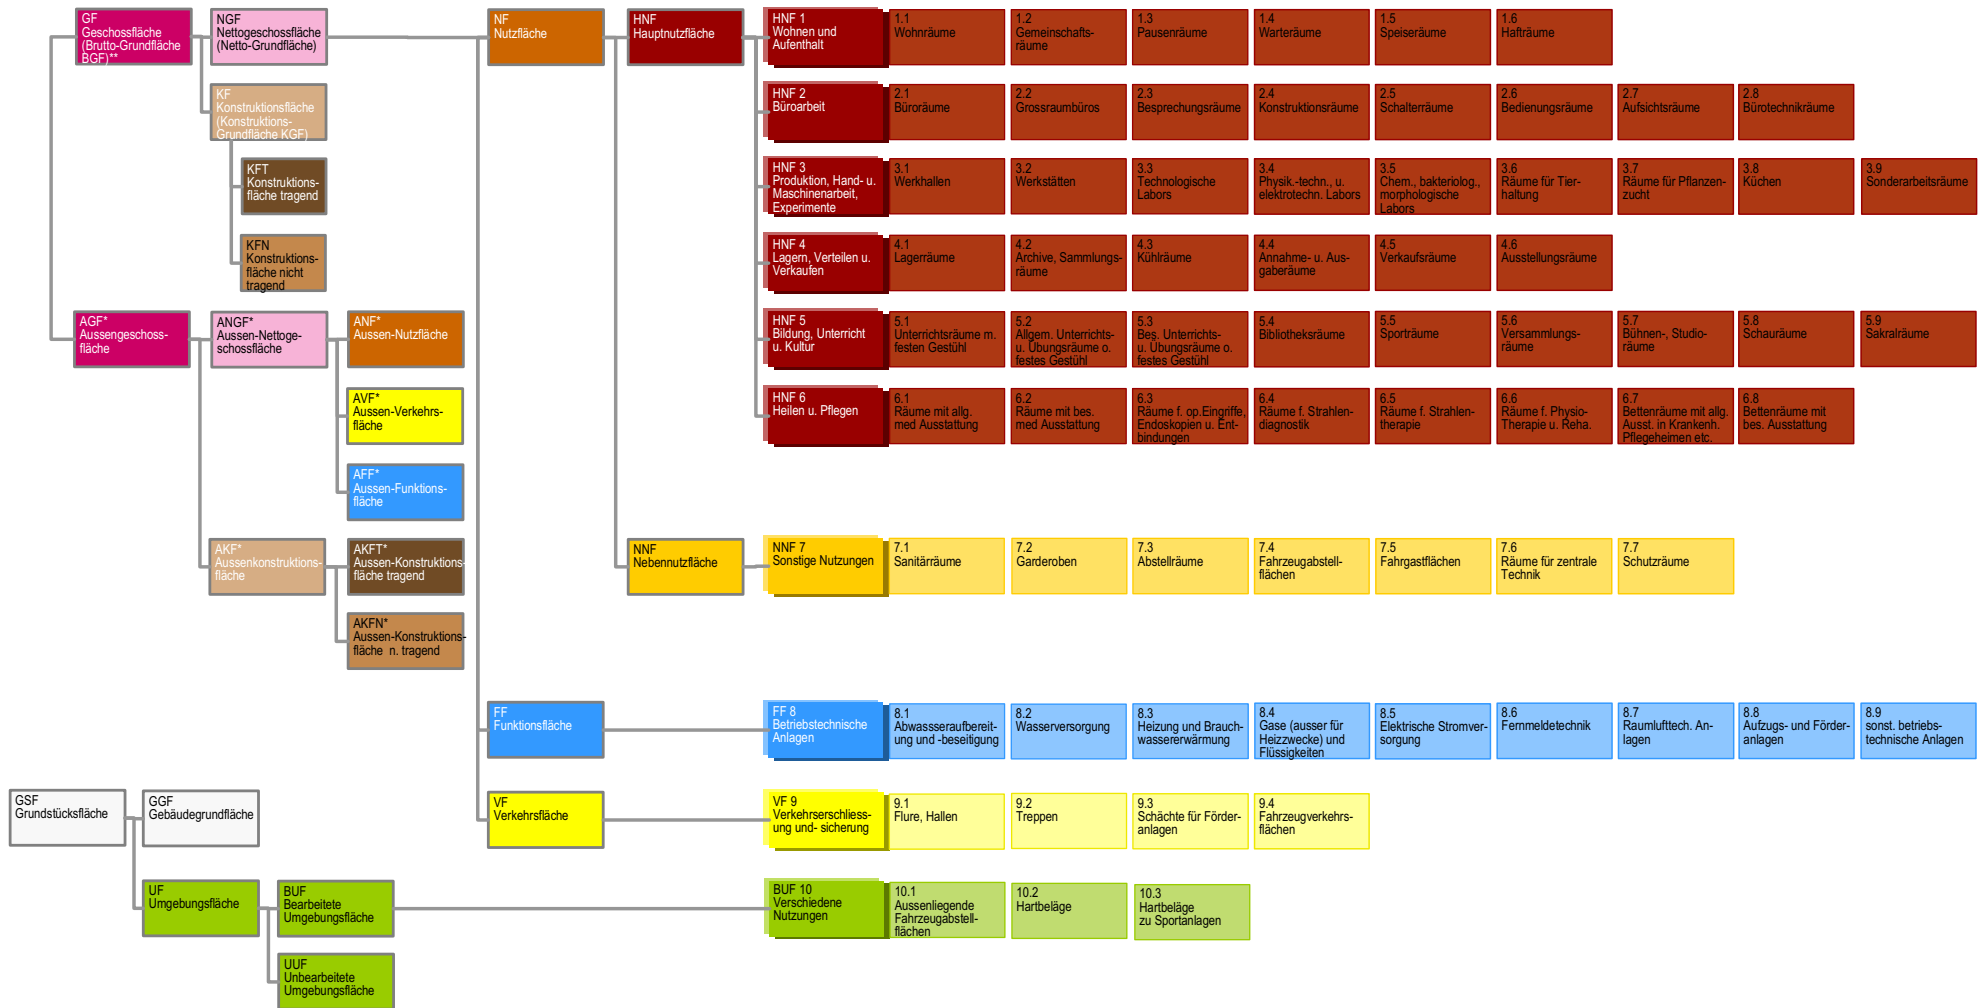 GF
Geschossfläche
(Brutto-Grundfläche
BGF)**
NGF
Nettogeschossfläche
(Netto-Grundfläche)
NF
Nutzfläche
HNF
Hauptnutzfläche
HNF 1
Wohnen und
Aufenthalt
1.1
Wohnräume
1.2
Gemeinschafts-
räume
1.3
Pausenräume
1.4
Warteräume
1.5
Speiseräume
1.6
Hafträume
KF
Konstruktionsfläche
(Konstruktions-
Grundfläche KGF)
HNF 2
Büroarbeit
2.1
Büroräume
2.2
Grossraumbüros
2.3
Besprechungsräume
2.4
Konstruktionsräume
2.5
Schalterräume
2.6
Bedienungsräume
2.7
Aufsichtsräume
2.8
Bürotechnikräume
KFT
Konstruktions-
fläche tragend
HNF 3
Produktion, Hand- u.
Maschinenarbeit,
Experimente
3.1
Werkhallen
3.2
Werkstätten
3.3
Technologische
Labors
3.4
Physik.-techn., u.
elektrotechn. Labors
3.5
Chem., bakteriolog.,
morphologische
Labors
3.6
Räume für Tier-
haltung
3.7
Räume für Pflanzen-
zucht
3.8
Küchen
3.9
Sonderarbeitsräume
KFN
Konstruktions-
fläche nicht
tragend
HNF 4
Lagern, Verteilen u.
Verkaufen
4.1
Lagerräume
4.2
Archive, Sammlungs-
räume
4.3
Kühlräume
4.4
Annahme- u. Aus-
gaberäume
4.5
Verkaufsräume
4.6
Ausstellungsräume
AGF*
Aussengeschoss-
fläche
ANGF*
Aussen-Nettoge-
schossfläche
ANF*
Aussen-Nutzfläche
HNF 5
Bildung, Unterricht
u. Kultur
5.1
Unterrichtsräume m.
festen Gestühl
5.2
Allgem. Unterrichts-
u. Übungsräume o.
festes Gestühl
5.3
Bes. Unterrichts-
u. Übungsräume o.
festes Gestühl
5.4
Bibliotheksräume
5.5
Sporträume
5.6
Versammlungs-
räume
5.7
Bühnen-, Studio-
räume
5.8
Schauräume
5.9
Sakralräume
AVF*
Aussen-Verkehrs-
fläche
HNF 6
Heilen u. Pflegen
6.1
Räume mit allg.
med Ausstattung
6.2
Räume mit bes.
med Ausstattung
6.3
Räume f. op.Eingriffe,
Endoskopien u. Ent-
bindungen
6.4
Räume f. Strahlen-
diagnostik
6.5
Räume f. Strahlen-
therapie
6.6
Räume f. Physio-
Therapie u. Reha.
6.7
Bettenräume mit allg.
Ausst. in Krankenh.
Pflegeheimen etc.
6.8
Bettenräume mit
bes. Ausstattung
AFF*
Aussen-Funktions-
fläche
AKF*
Aussenkonstruktions-
fläche
AKFT*
Aussen-Konstruktions-
fläche tragend
NNF
Nebennutzfläche
NNF 7
Sonstige Nutzungen
7.1
Sanitärräume
7.2
Garderoben
7.3
Abstellräume
7.4
Fahrzeugabstell-
flächen
7.5
Fahrgastflächen
7.6
Räume für zentrale
Technik
7.7
Schutzräume
AKFN*
Aussen-Konstruktions-
fläche n. tragend
FF
Funktionsfläche
FF 8
Betriebstechnische
Anlagen
8.1
Abwassseraufbereit-
ung und -beseitigung
8.2
Wasserversorgung
8.3
Heizung und Brauch-
wassererwärmung
8.4
Gase (ausser für
Heizzwecke) und
Flüssigkeiten
8.5
Elektrische Stromver-
sorgung
8.6
Fernmeldetechnik
8.7
Raumlufttech. An-
lagen
8.8
Aufzugs- und Förder-
anlagen
8.9
sonst. betriebs-
technische Anlagen
GSF
Grundstücksfläche
GGF
Gebäudegrundfläche
VF
Verkehrsfläche
VF 9
Verkehrserschliess-
ung und- sicherung
9.1
Flure, Hallen
9.2
Treppen
9.3
Schächte für Förder-
anlagen
9.4
Fahrzeugverkehrs-
flächen
UF
Umgebungsfläche
BUF
Bearbeitete
Umgebungsfläche
BUF 10
Verschiedene
Nutzungen
10.1
Aussenliegende
Fahrzeugabstell-
flächen
10.2
Hartbeläge
10.3
Hartbeläge
zu Sportanlagen
UUF
Unbearbeitete
Umgebungsfläche